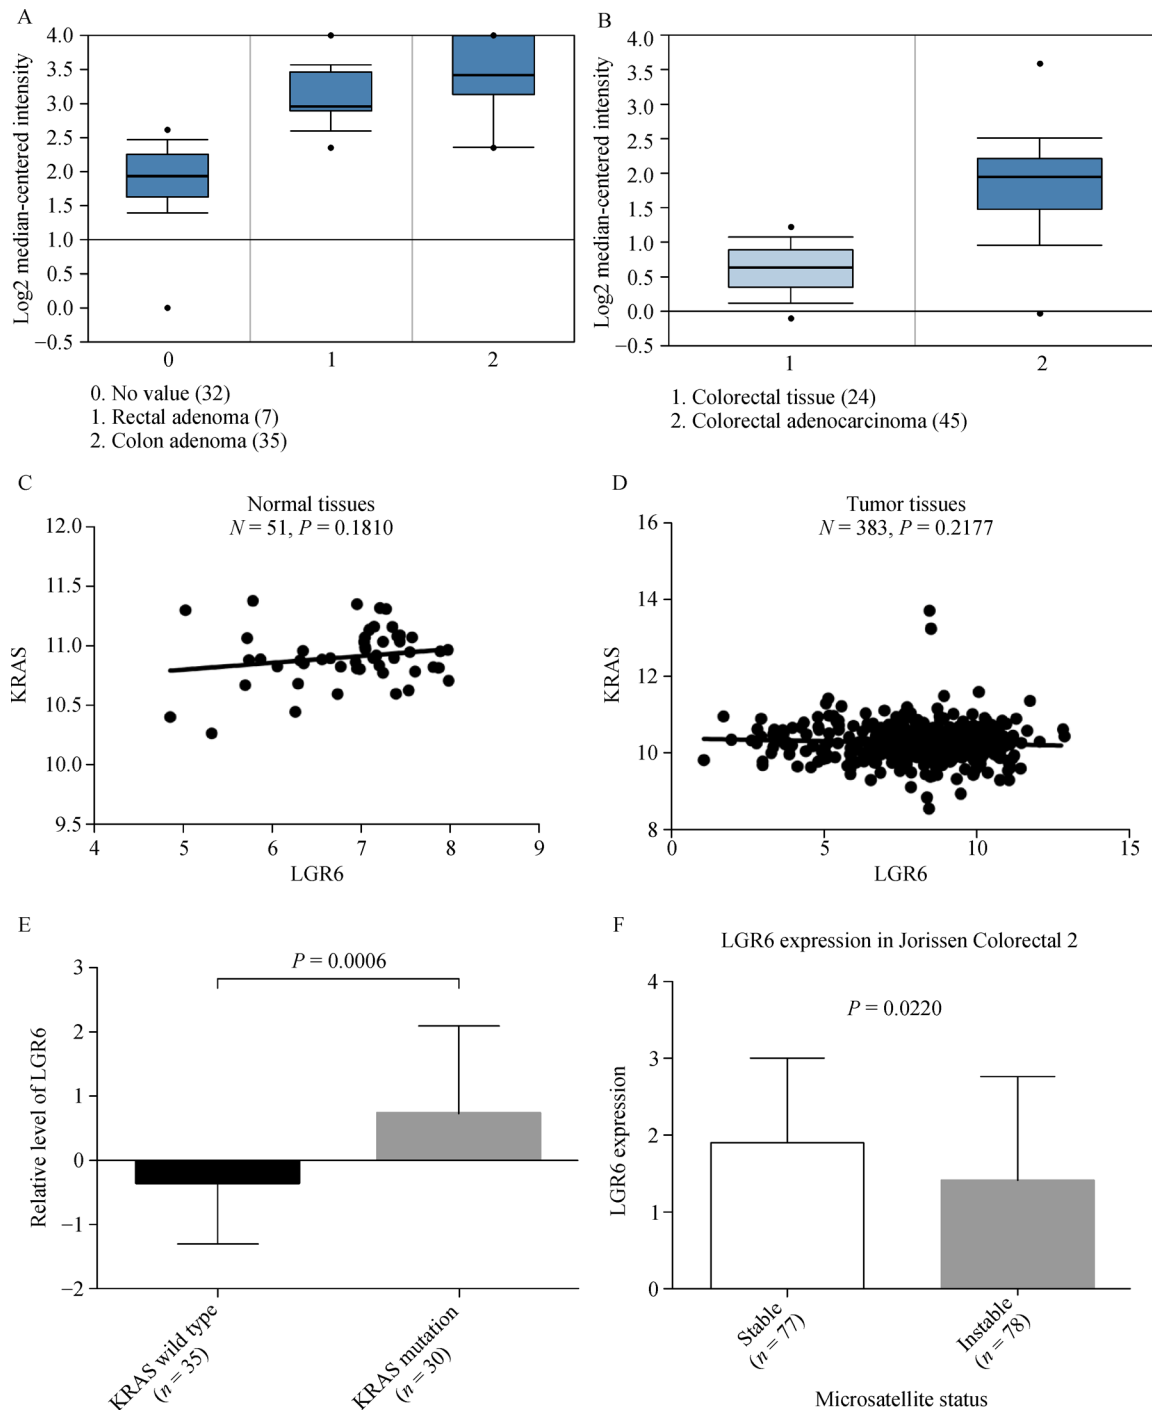 A
Log2 median-centered intensity
4.0
3.5
3.0
2.5
2.0
1.5
1.0
0.5
0.0
−0.5
0
1
2
0. No value (32)
1. Rectal adenoma (7)
2. Colon adenoma (35)
B
Log2 median-centered intensity
4.0
3.5
3.0
2.5
2.0
1.5
1.0
0.5
0.0
−0.5
1
2
1. Colorectal tissue (24)
2. Colorectal adenocarcinoma (45)
C
Normal tissues
N = 51, P = 0.1810
KRAS
12.0
11.5
11.0
10.5
10.0
9.5
4
5
6
7
8
9
LGR6
D
Tumor tissues
N = 383, P = 0.2177
KRAS
16
14
12
10
8
0
5
10
15
LGR6
E
P = 0.0006
Relative level of LGR6
3
2
1
0
−1
−2
KRAS wild type
(n = 35)
KRAS mutation
(n = 30)
F
LGR6 expression in Jorissen Colorectal 2
P = 0.0220
LGR6 expression
4
3
2
1
0
Stable
(n = 77)
Instable
(n = 78)
Microsatellite status